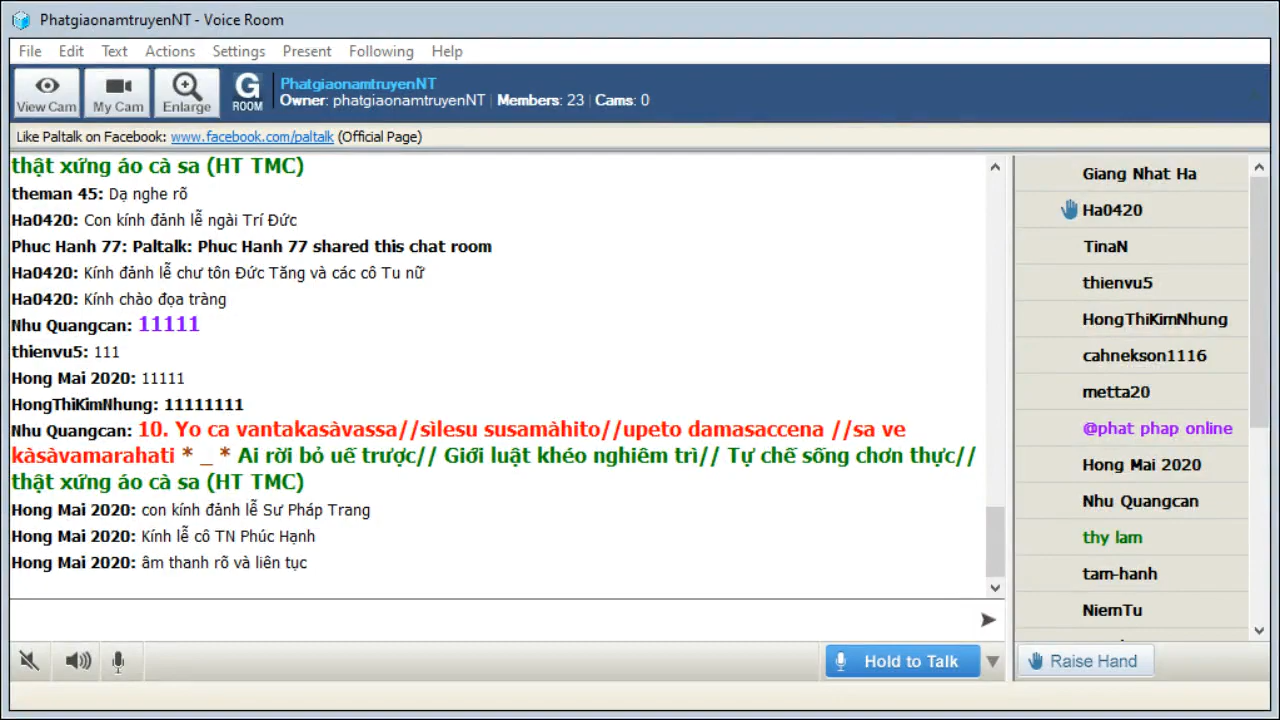 PhatgiaonamtruyenNT - Voice Room
File Edit Text Actions Settings Present Following Help
View Cam My Cam Enlarge G ROOM
PhatgiaonamtruyenNT
Owner: phatgiaonamtruyenNT | Members: 23 | Cams: 0
Like Paltalk on Facebook: www.facebook.com/paltalk (Official Page)
thật xứng áo cà sa (HT TMC)
theman 45: Dạ nghe rõ
Ha0420: Con kính đảnh lễ ngài Trí Đức
Phuc Hanh 77: Paltalk: Phuc Hanh 77 shared this chat room
Ha0420: Kính đảnh lễ chư tôn Đức Tăng và các cô Tu nữ
Ha0420: Kính chào đọa tràng
Nhu Quangcan: 11111
thienvu5: 111
Hong Mai 2020: 11111
HongThiKimNhung: 11111111
Nhu Quangcan: 10. Yo ca vantakasàvassa//sìlesu susamàhito//upeto damasaccena //sa ve
kàsàvamarahati * _ * Ai rời bỏ uế trược// Giới luật khéo nghiêm trì// Tự chế sống chơn thực//
thật xứng áo cà sa (HT TMC)
Hong Mai 2020: con kính đảnh lễ Sư Pháp Trang
Hong Mai 2020: Kính lễ cô TN Phúc Hạnh
Hong Mai 2020: âm thanh rõ và liên tục
Giang Nhat Ha
Ha0420
TinaN
thienvu5
HongThiKimNhung
cahnekson1116
metta20
@phat phap online
Hong Mai 2020
Nhu Quangcan
thy lam
tam-hanh
NiemTu
Hold to Talk
Raise Hand